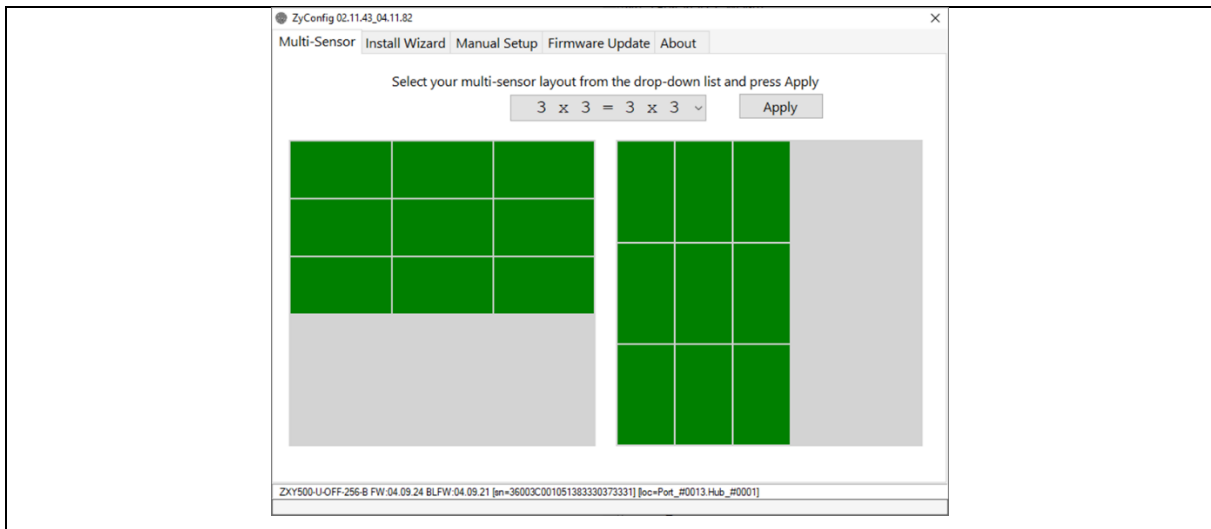 ZyConfig 02.11.43_04.11.82
Multi-Sensor Install Wizard Manual Setup Firmware Update About
Select your multi-sensor layout from the drop-down list and press Apply
3 x 3 = 3 x 3 Apply
ZXY500-U-OFF-256-B FW:04.09.24 BLFW:04.09.21 [sn=36003C001051383330373331] [loc=Port_#0013.Hub_#0001]